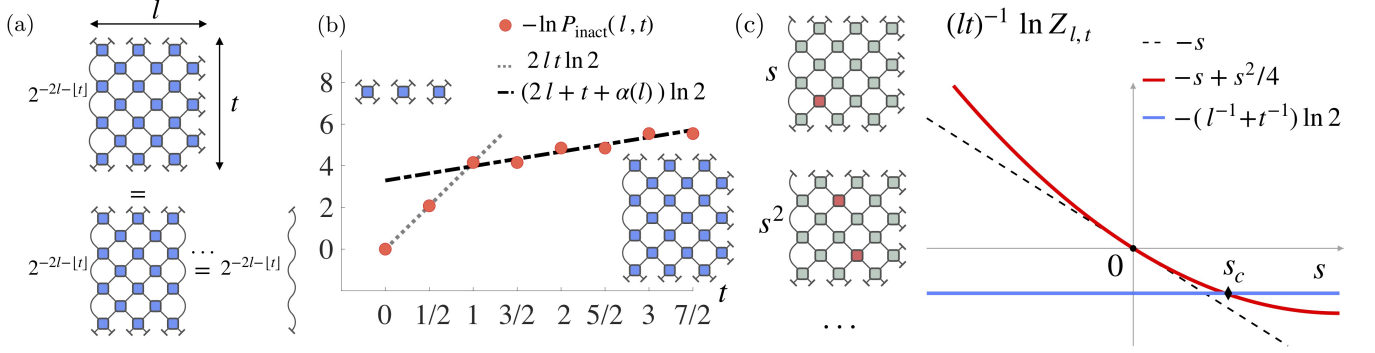 (a)
l
t
2^{-2l-⌊t⌋}
=
2^{-2l-⌊t⌋}
...
= 2^{-2l-⌊t⌋}
(b)
−ln P_{inact}(l, t)
2 l t ln 2
(2 l + t + α(l)) ln 2
8
6
4
2
0
0 1/2 1 3/2 2 5/2 3 7/2
t
(c)
s
s^2
...
(lt)^{-1} ln Z_{l,t}
−s
−s + s^2/4
−(l^{-1}+t^{-1}) ln 2
0
s_c
s